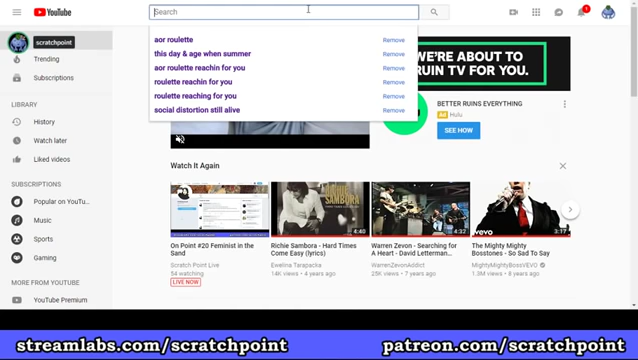 YouTube
Search
scratchpoint
Trending
Subscriptions
LIBRARY
History
Watch later
Liked videos
SUBSCRIPTIONS
Popular on YouTu...
Music
Sports
Gaming
MORE FROM YOUTUBE
YouTube Premium
aor roulette Remove
this day & age when summer Remove
aor roulette reachin for you Remove
roulette reachin for you Remove
roulette reaching for you Remove
social distortion still alive Remove
1
WE'RE ABOUT TO
RUIN TV FOR YOU.
BETTER RUINS EVERYTHING
Ad Hulu
SEE HOW
Watch It Again
RICHIE
SAMBORA
4:40
4:33
vevo
3:17
On Point #20 Feminist in the
Sand
Scratch Point Live
54 watching
LIVE NOW
Richie Sambora - Hard Times
Come Easy (lyrics)
Ewelina Tarapacka
14K views • 4 years ago
Warren Zevon - Searching for
A Heart - David Letterman...
WarrenZevonAddict
25K views • 7 years ago
The Mighty Mighty
Bosstones - So Sad To Say
MightyMightyBossVEVO
1.3M views • 8 years ago
streamlabs.com/scratchpoint patreon.com/scratchpoint